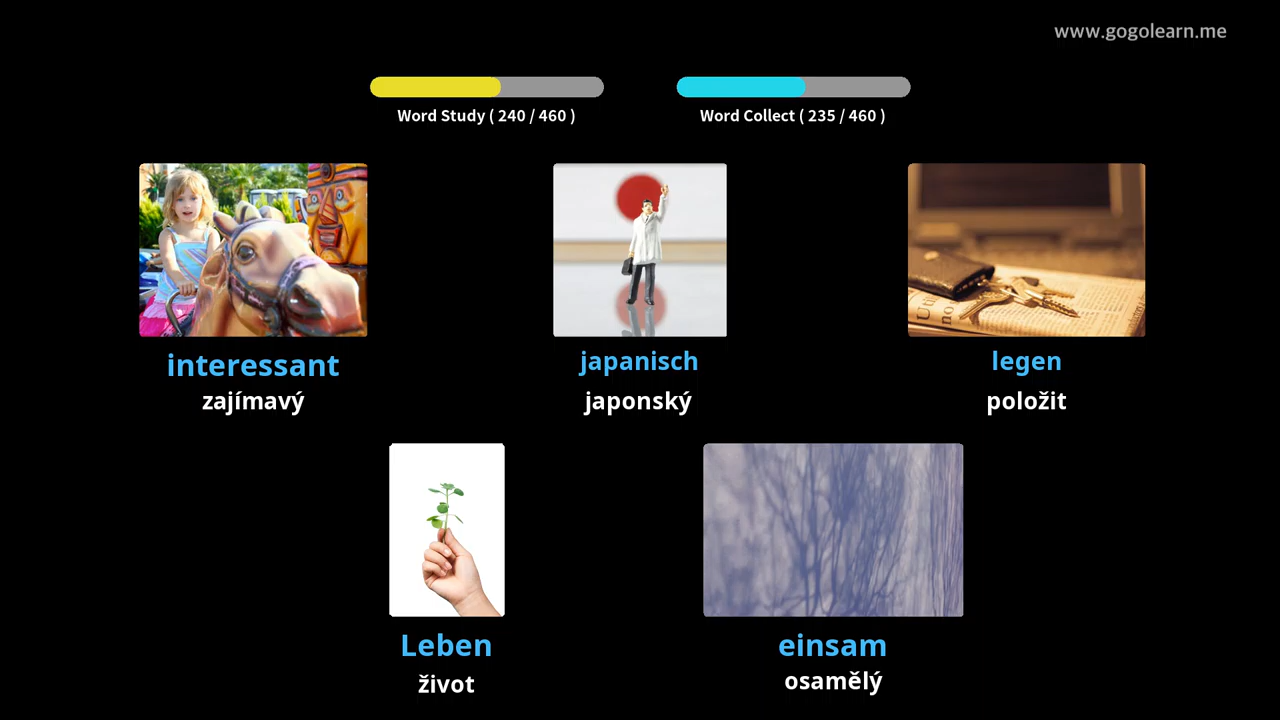 www.gogolearn.me
Word Study ( 240 / 460 )
Word Collect ( 235 / 460 )
interessant
zajímavý
japanisch
japonský
legen
položit
Leben
život
einsam
osamělý